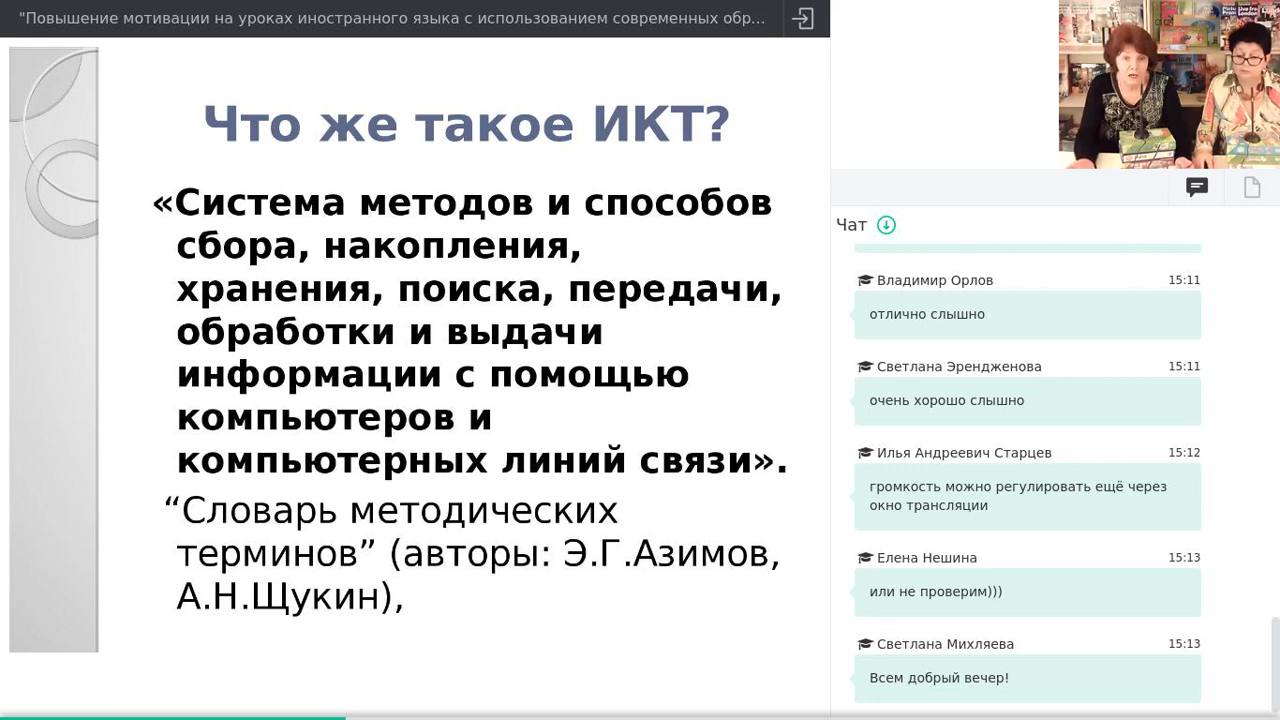 "Повышение мотивации на уроках иностранного языка с использованием современных обр...
Что же такое ИКТ?
«Система методов и способов
сбора, накопления,
хранения, поиска, передачи,
обработки и выдачи
информации с помощью
компьютеров и
компьютерных линий связи».
“Словарь методических
терминов” (авторы: Э.Г.Азимов,
А.Н.Щукин),
Чат
Владимир Орлов 15:11
отлично слышно
Светлана Эрендженова 15:11
очень хорошо слышно
Илья Андреевич Старцев 15:12
громкость можно регулировать ещё через
окно трансляции
Елена Нешина 15:13
или не проверим)))
Светлана Михляева 15:13
Всем добрый вечер!